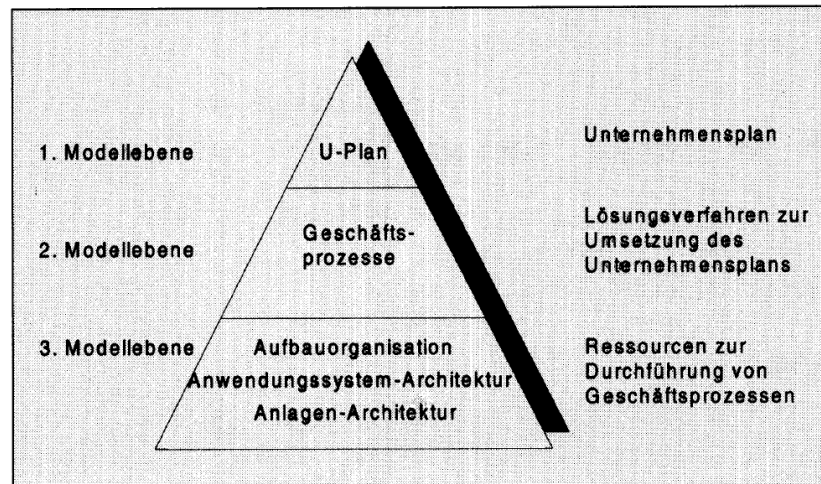 1. Modellebene
U-Plan
Unternehmensplan
2. Modellebene
Geschäfts-
prozesse
Lösungsverfahren zur
Umsetzung des
Unternehmensplans
3. Modellebene
Aufbauorganisation
Anwendungssystem-Architektur
Anlagen-Architektur
Ressourcen zur
Durchführung von
Geschäftsprozessen